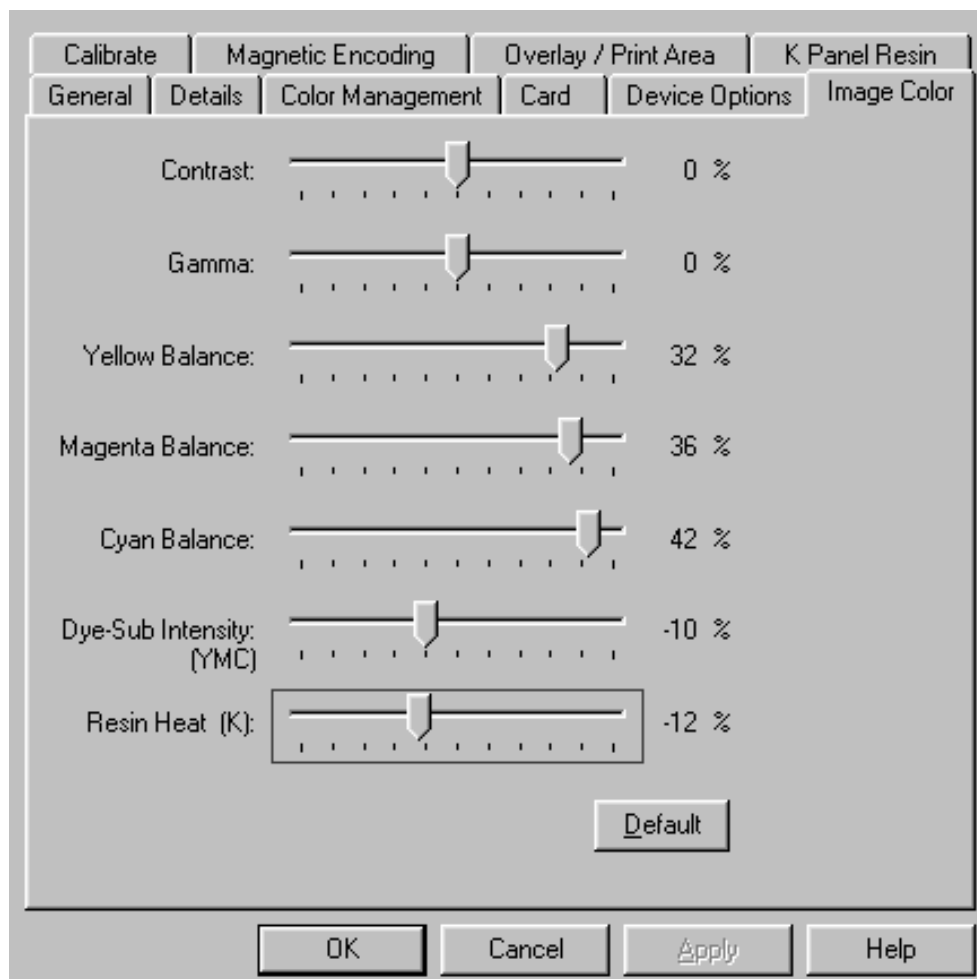 Calibrate Magnetic Encoding Overlay / Print Area K Panel Resin
General Details Color Management Card Device Options Image Color
Contrast: 0 %
Gamma: 0 %
Yellow Balance: 32 %
Magenta Balance: 36 %
Cyan Balance: 42 %
Dye-Sub Intensity: -10 %
(YMC)
Resin Heat (K): -12 %
Default
OK Cancel Apply Help